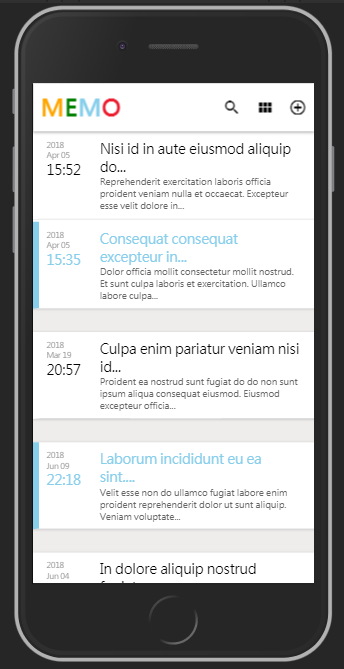 MEMO
2018
Apr 05
15:52
Nisi id in aute eiusmod aliquip
do...
Reprehenderit exercitation laboris officia
proident veniam nulla et occaecat. Excepteur
esse velit dolore in...
2018
Apr 05
15:35
Consequat consequat
excepteur in...
Dolor officia mollit consectetur mollit nostrud.
Et sunt culpa laboris et exercitation. Ullamco
labore culpa...
2018
Mar 19
20:57
Culpa enim pariatur veniam nisi
id...
Proident ea nostrud sunt fugiat do do non sunt
ipsum aliqua consequat eiusmod. Eiusmod
excepteur officia...
2018
Jun 09
22:18
Laborum incididunt eu ea
sint....
Velit esse non do ullamco fugiat labore enim
proident reprehenderit dolor ut sunt aliquip.
Veniam voluptate...
2018
Jun 04
In dolore aliquip nostrud